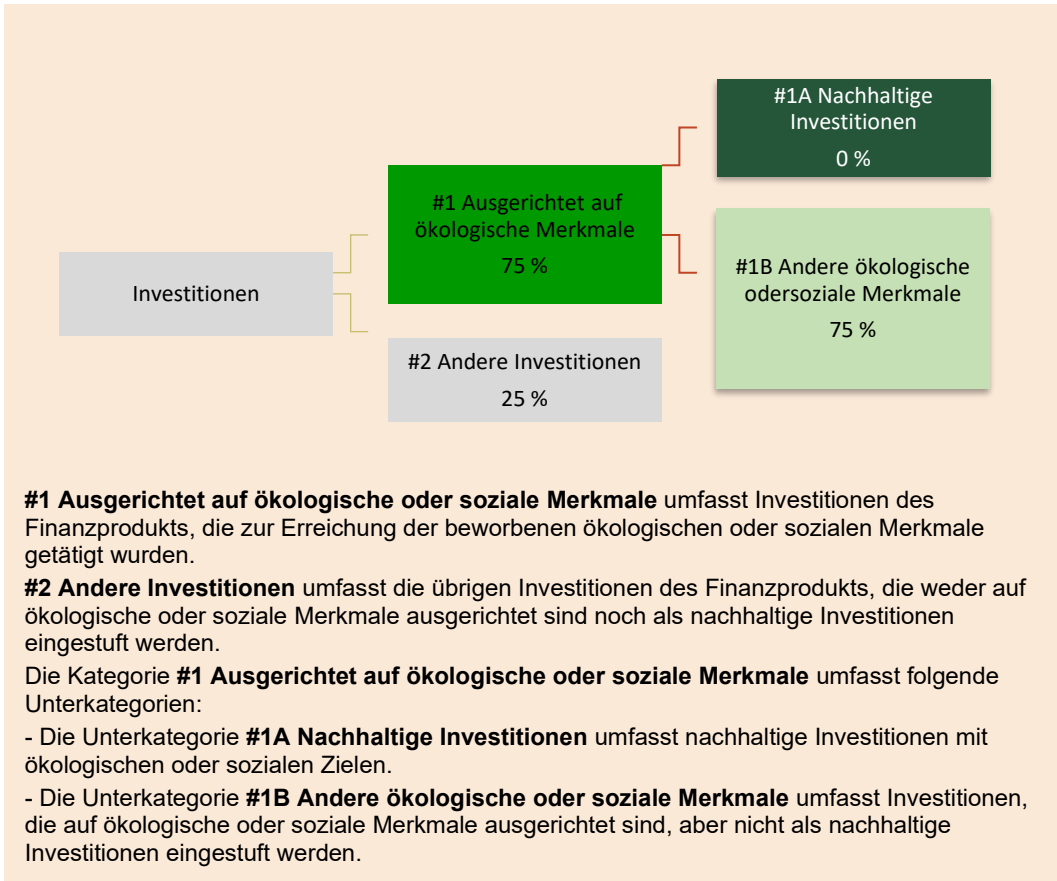 #1A Nachhaltige
Investitionen
0 %
#1 Ausgerichtet auf
ökologische Merkmale
75 %
#1B Andere ökologische
odersoziale Merkmale
75 %
Investitionen
#2 Andere Investitionen
25 %
#1 Ausgerichtet auf ökologische oder soziale Merkmale umfasst Investitionen des
Finanzprodukts, die zur Erreichung der beworbenen ökologischen oder sozialen Merkmale
getätigt wurden.
#2 Andere Investitionen umfasst die übrigen Investitionen des Finanzprodukts, die weder auf
ökologische oder soziale Merkmale ausgerichtet sind noch als nachhaltige Investitionen
eingestuft werden.
Die Kategorie #1 Ausgerichtet auf ökologische oder soziale Merkmale umfasst folgende
Unterkategorien:
- Die Unterkategorie #1A Nachhaltige Investitionen umfasst nachhaltige Investitionen mit
ökologischen oder sozialen Zielen.
- Die Unterkategorie #1B Andere ökologische oder soziale Merkmale umfasst Investitionen,
die auf ökologische oder soziale Merkmale ausgerichtet sind, aber nicht als nachhaltige
Investitionen eingestuft werden.